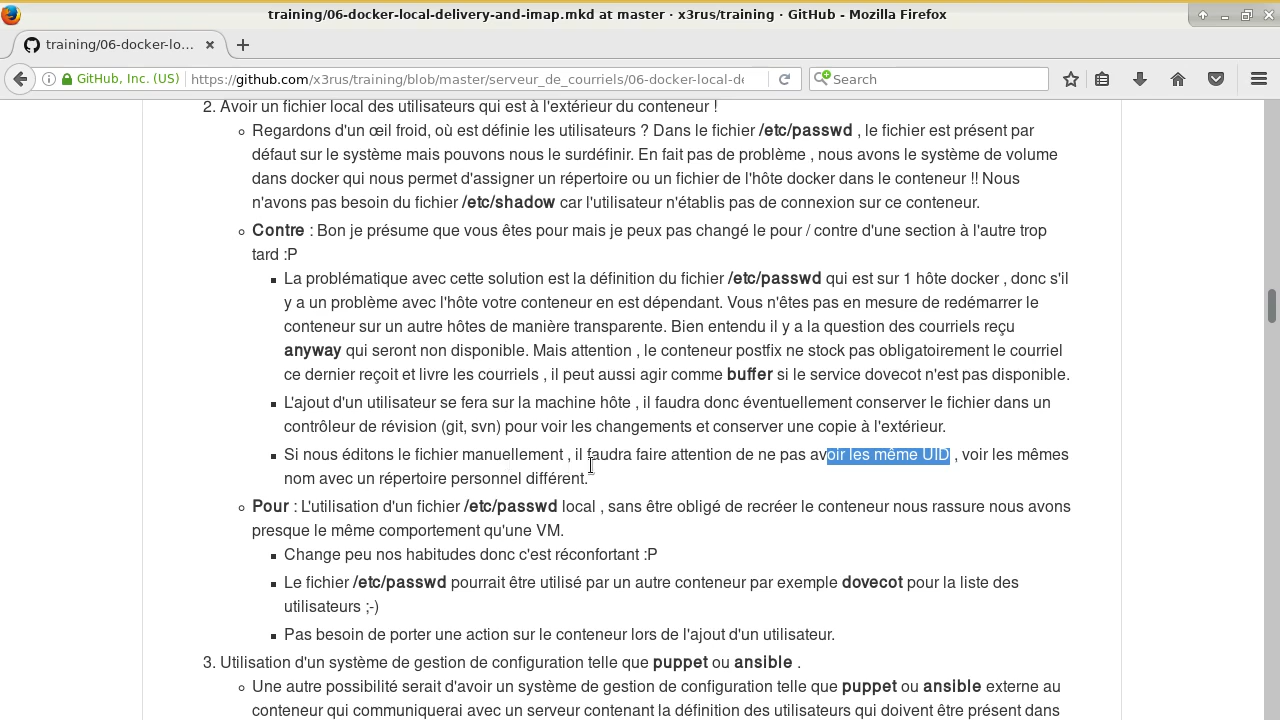 training/06-docker-local-delivery-and-imap.mkd at master · x3rus/training · GitHub - Mozilla Firefox
training/06-docker-lo...
GitHub, Inc. (US)
https://github.com/x3rus/training/blob/master/serveur_de_courriels/06-docker-local-de
Search
2. Avoir un fichier local des utilisateurs qui est à l'extérieur du conteneur !
Regardons d'un œil froid, où est définie les utilisateurs ? Dans le fichier /etc/passwd , le fichier est présent par
défaut sur le système mais pouvons nous le surdéfinir. En fait pas de problème , nous avons le système de volume
dans docker qui nous permet d'assigner un répertoire ou un fichier de l'hôte docker dans le conteneur !! Nous
n'avons pas besoin du fichier /etc/shadow car l'utilisateur n'établis pas de connexion sur ce conteneur.
Contre : Bon je présume que vous êtes pour mais je peux pas changé le pour / contre d'une section à l'autre trop
tard :P
La problématique avec cette solution est la définition du fichier /etc/passwd qui est sur 1 hôte docker , donc s'il
y a un problème avec l'hôte votre conteneur en est dépendant. Vous n'êtes pas en mesure de redémarrer le
conteneur sur un autre hôtes de manière transparente. Bien entendu il y a la question des courriels reçu
anyway qui seront non disponible. Mais attention , le conteneur postfix ne stock pas obligatoirement le courriel
ce dernier reçoit et livre les courriels , il peut aussi agir comme buffer si le service dovecot n'est pas disponible.
L'ajout d'un utilisateur se fera sur la machine hôte , il faudra donc éventuellement conserver le fichier dans un
contrôleur de révision (git, svn) pour voir les changements et conserver une copie à l'extérieur.
Si nous éditons le fichier manuellement , il faudra faire attention de ne pas avoir les même UID , voir les mêmes
nom avec un répertoire personnel différent.
Pour : L'utilisation d'un fichier /etc/passwd local , sans être obligé de recréer le conteneur nous rassure nous avons
presque le même comportement qu'une VM.
Change peu nos habitudes donc c'est réconfortant :P
Le fichier /etc/passwd pourrait être utilisé par un autre conteneur par exemple dovecot pour la liste des
utilisateurs ;-)
Pas besoin de porter une action sur le conteneur lors de l'ajout d'un utilisateur.
3. Utilisation d'un système de gestion de configuration telle que puppet ou ansible .
Une autre possibilité serait d'avoir un système de gestion de configuration telle que puppet ou ansible externe au
conteneur qui communiquerai avec un serveur contenant la définition des utilisateurs qui doivent être présent dans